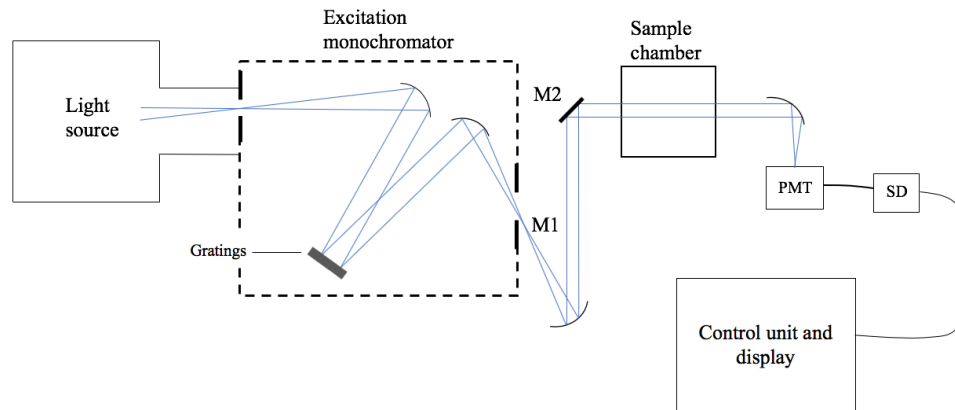 Excitation
monochromator
Sample
chamber
Light
source
M2
M1
PMT
SD
Gratings
Control unit and
display